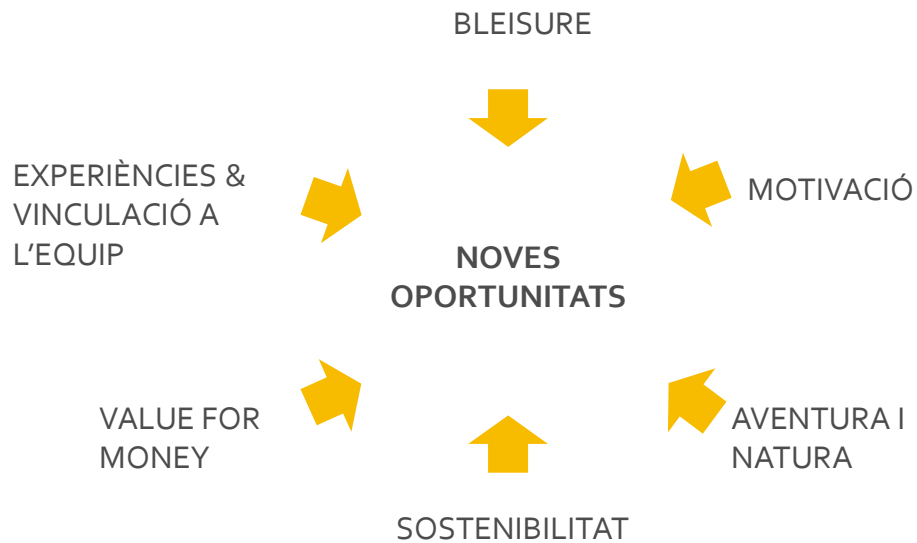 BLEISURE
EXPERIÈNCIES &
VINCULACIÓ A
L'EQUIP
MOTIVACIÓ
NOVES
OPORTUNITATS
VALUE FOR
MONEY
AVENTURA I
NATURA
SOSTENIBILITAT